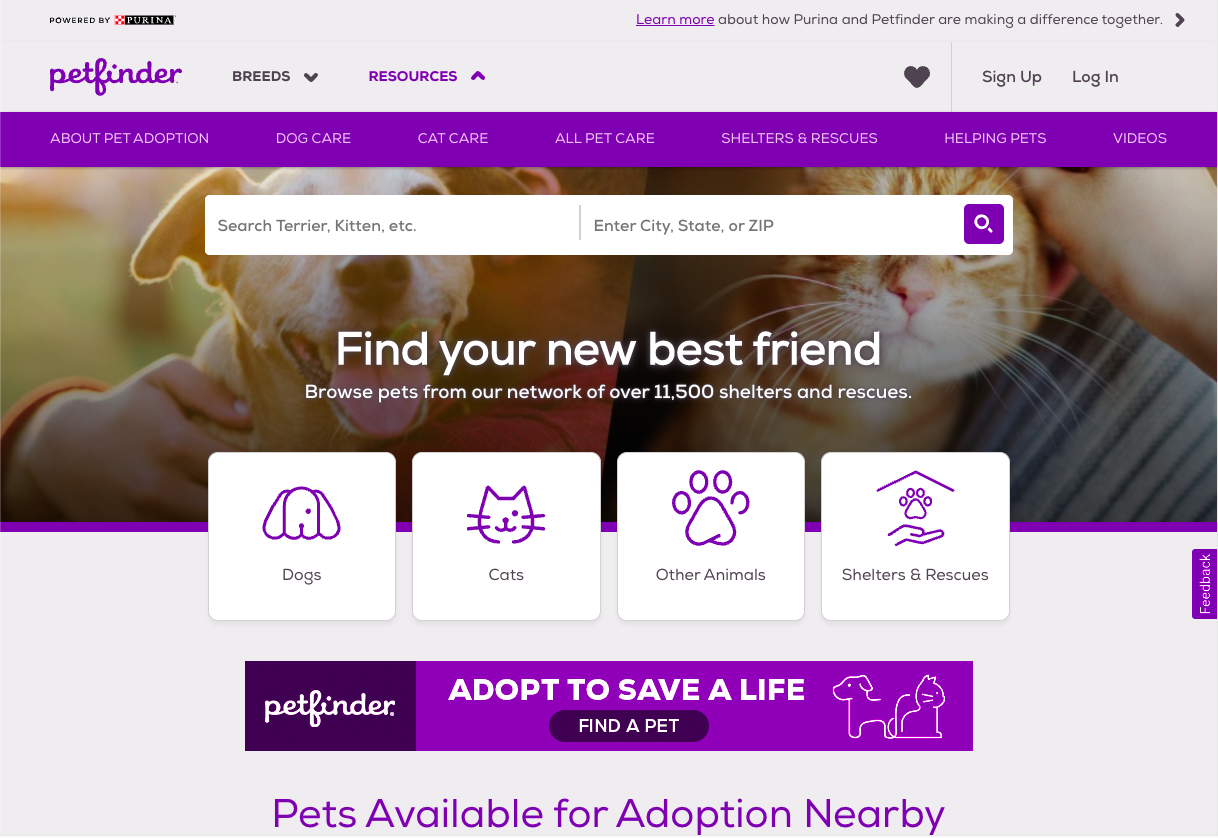 POWERED BY PURINA
Learn more about how Purina and Petfinder are making a difference together.
petfinder
BREEDS
RESOURCES
Sign Up
Log In
ABOUT PET ADOPTION
DOG CARE
CAT CARE
ALL PET CARE
SHELTERS & RESCUES
HELPING PETS
VIDEOS
Search Terrier, Kitten, etc.
Enter City, State, or ZIP
Find your new best friend
Browse pets from our network of over 11,500 shelters and rescues.
Dogs
Cats
Other Animals
Shelters & Rescues
Feedback
petfinder
ADOPT TO SAVE A LIFE
FIND A PET
Pets Available for Adoption Nearby